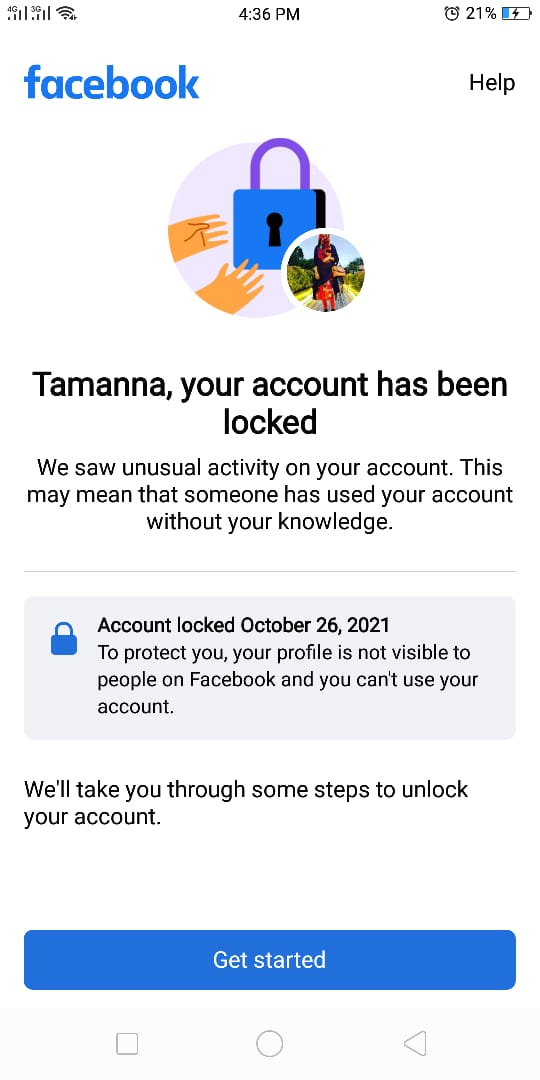 4G 3G 4:36 PM 21%
facebook Help
Tamanna, your account has been
locked
We saw unusual activity on your account. This
may mean that someone has used your account
without your knowledge.
Account locked October 26, 2021
To protect you, your profile is not visible to
people on Facebook and you can't use your
account.
We'll take you through some steps to unlock
your account.
Get started